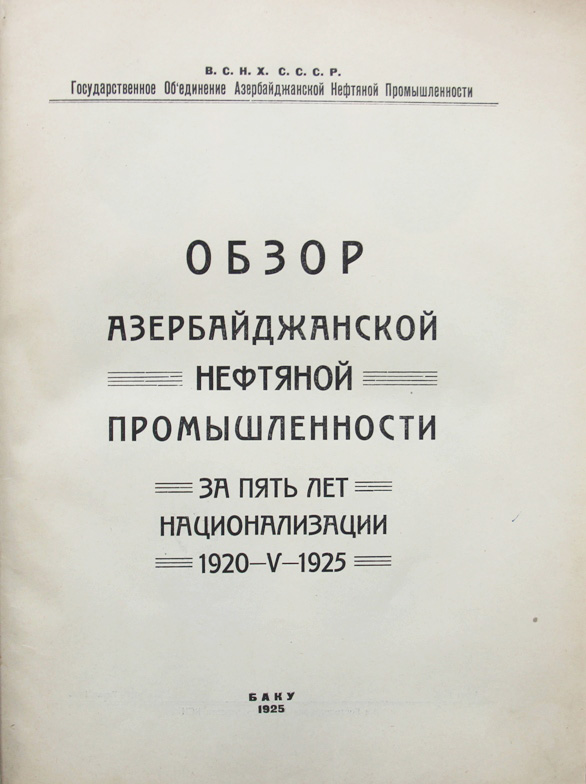 В. С. Н. Х. С. С. С. Р.
Государственное Об'единение Азербайджанской Нефтяной Промышленности
ОБЗОР
АЗЕРБАЙДЖАНСКОЙ
НЕФТЯНОЙ
ПРОМЫШЛЕННОСТИ
ЗА ПЯТЬ ЛЕТ
НАЦИОНАЛИЗАЦИИ
1920–V–1925
БАКУ
1925